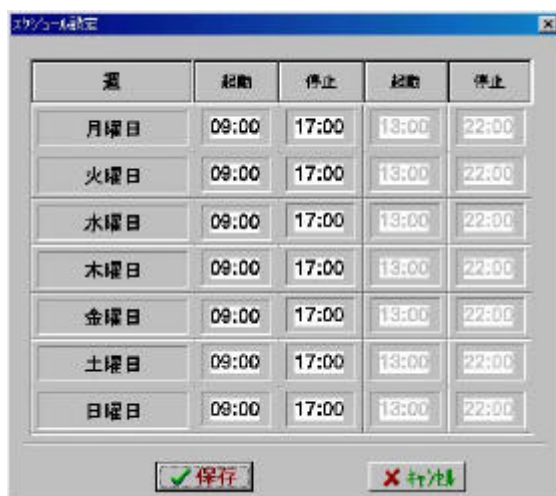 スケジュール設定
週 起動 停止 起動 停止
月曜日 09:00 17:00 13:00 22:00
火曜日 09:00 17:00 13:00 22:00
水曜日 09:00 17:00 13:00 22:00
木曜日 09:00 17:00 13:00 22:00
金曜日 09:00 17:00 13:00 22:00
土曜日 09:00 17:00 13:00 22:00
日曜日 09:00 17:00 13:00 22:00
保存 キャンセル